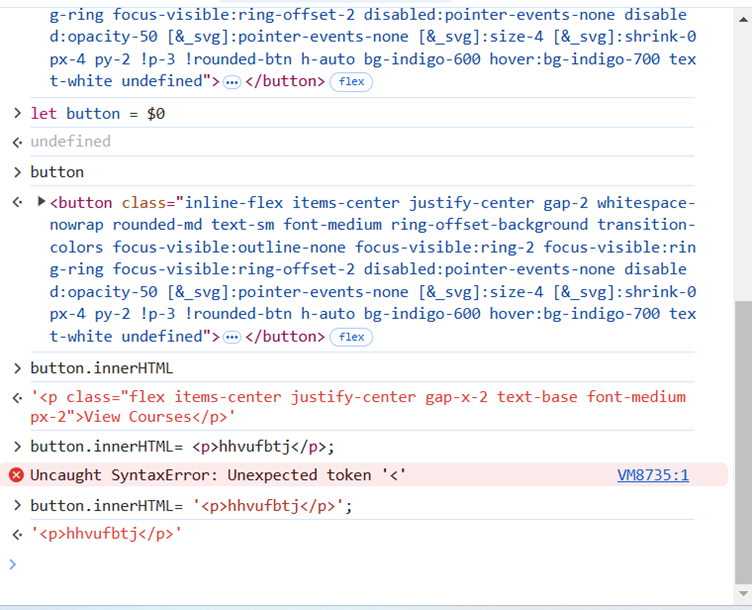 g-ring focus-visible:ring-offset-2 disabled:pointer-events-none disable
d:opacity-50 [&_svg]:pointer-events-none [&_svg]:size-4 [&_svg]:shrink-0
px-4 py-2 !p-3 !rounded-btn h-auto bg-indigo-600 hover:bg-indigo-700 tex
t-white undefined">⋯</button> flex
> let button = $0
undefined
> button
<button class="inline-flex items-center justify-center gap-2 whitespace-
nowrap rounded-md text-sm font-medium ring-offset-background transition-
colors focus-visible:outline-none focus-visible:ring-2 focus-visible:rin
g-ring focus-visible:ring-offset-2 disabled:pointer-events-none disable
d:opacity-50 [&_svg]:pointer-events-none [&_svg]:size-4 [&_svg]:shrink-0
px-4 py-2 !p-3 !rounded-btn h-auto bg-indigo-600 hover:bg-indigo-700 tex
t-white undefined">⋯</button> flex
> button.innerHTML
'<p class="flex items-center justify-center gap-x-2 text-base font-medium
px-2">View Courses</p>'
> button.innerHTML= <p>hhvufbtj</p>;
Uncaught SyntaxError: Unexpected token '<' VM8735:1
> button.innerHTML= '<p>hhvufbtj</p>';
'<p>hhvufbtj</p>'
>